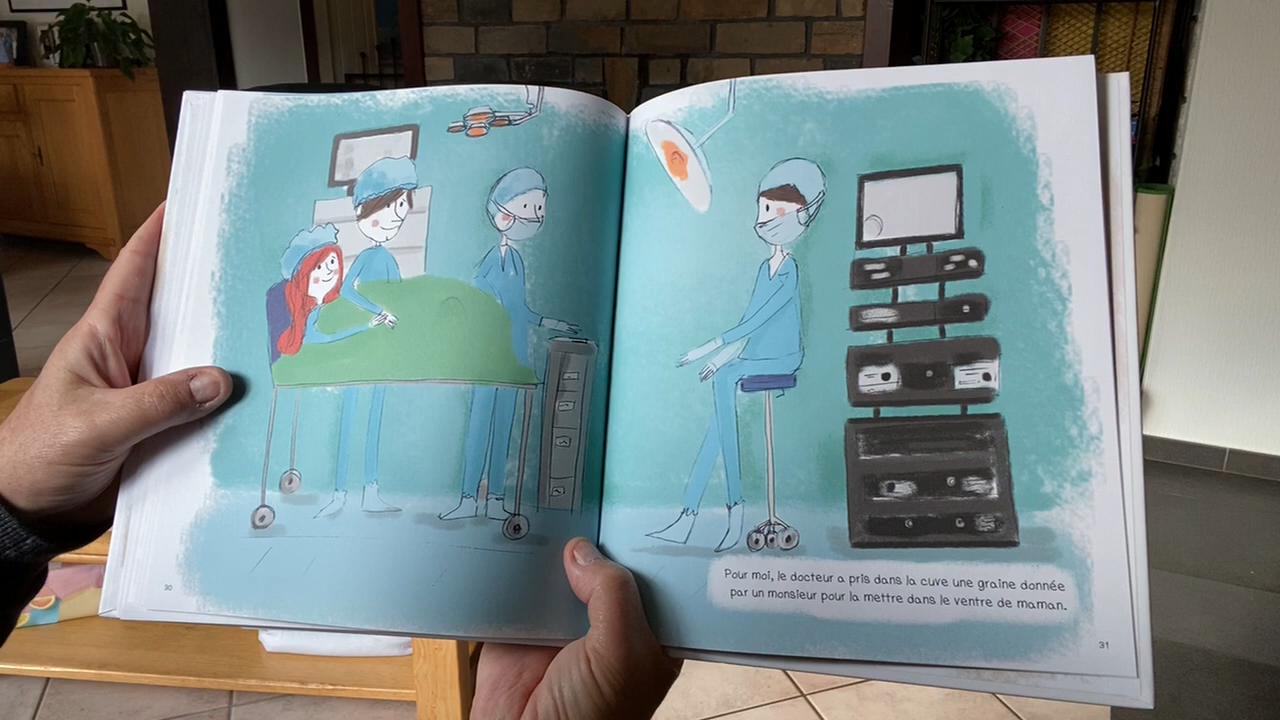 30
Pour moi, le docteur a pris dans la cuve une graine donnée
par un monsieur pour la mettre dans le ventre de maman.
31